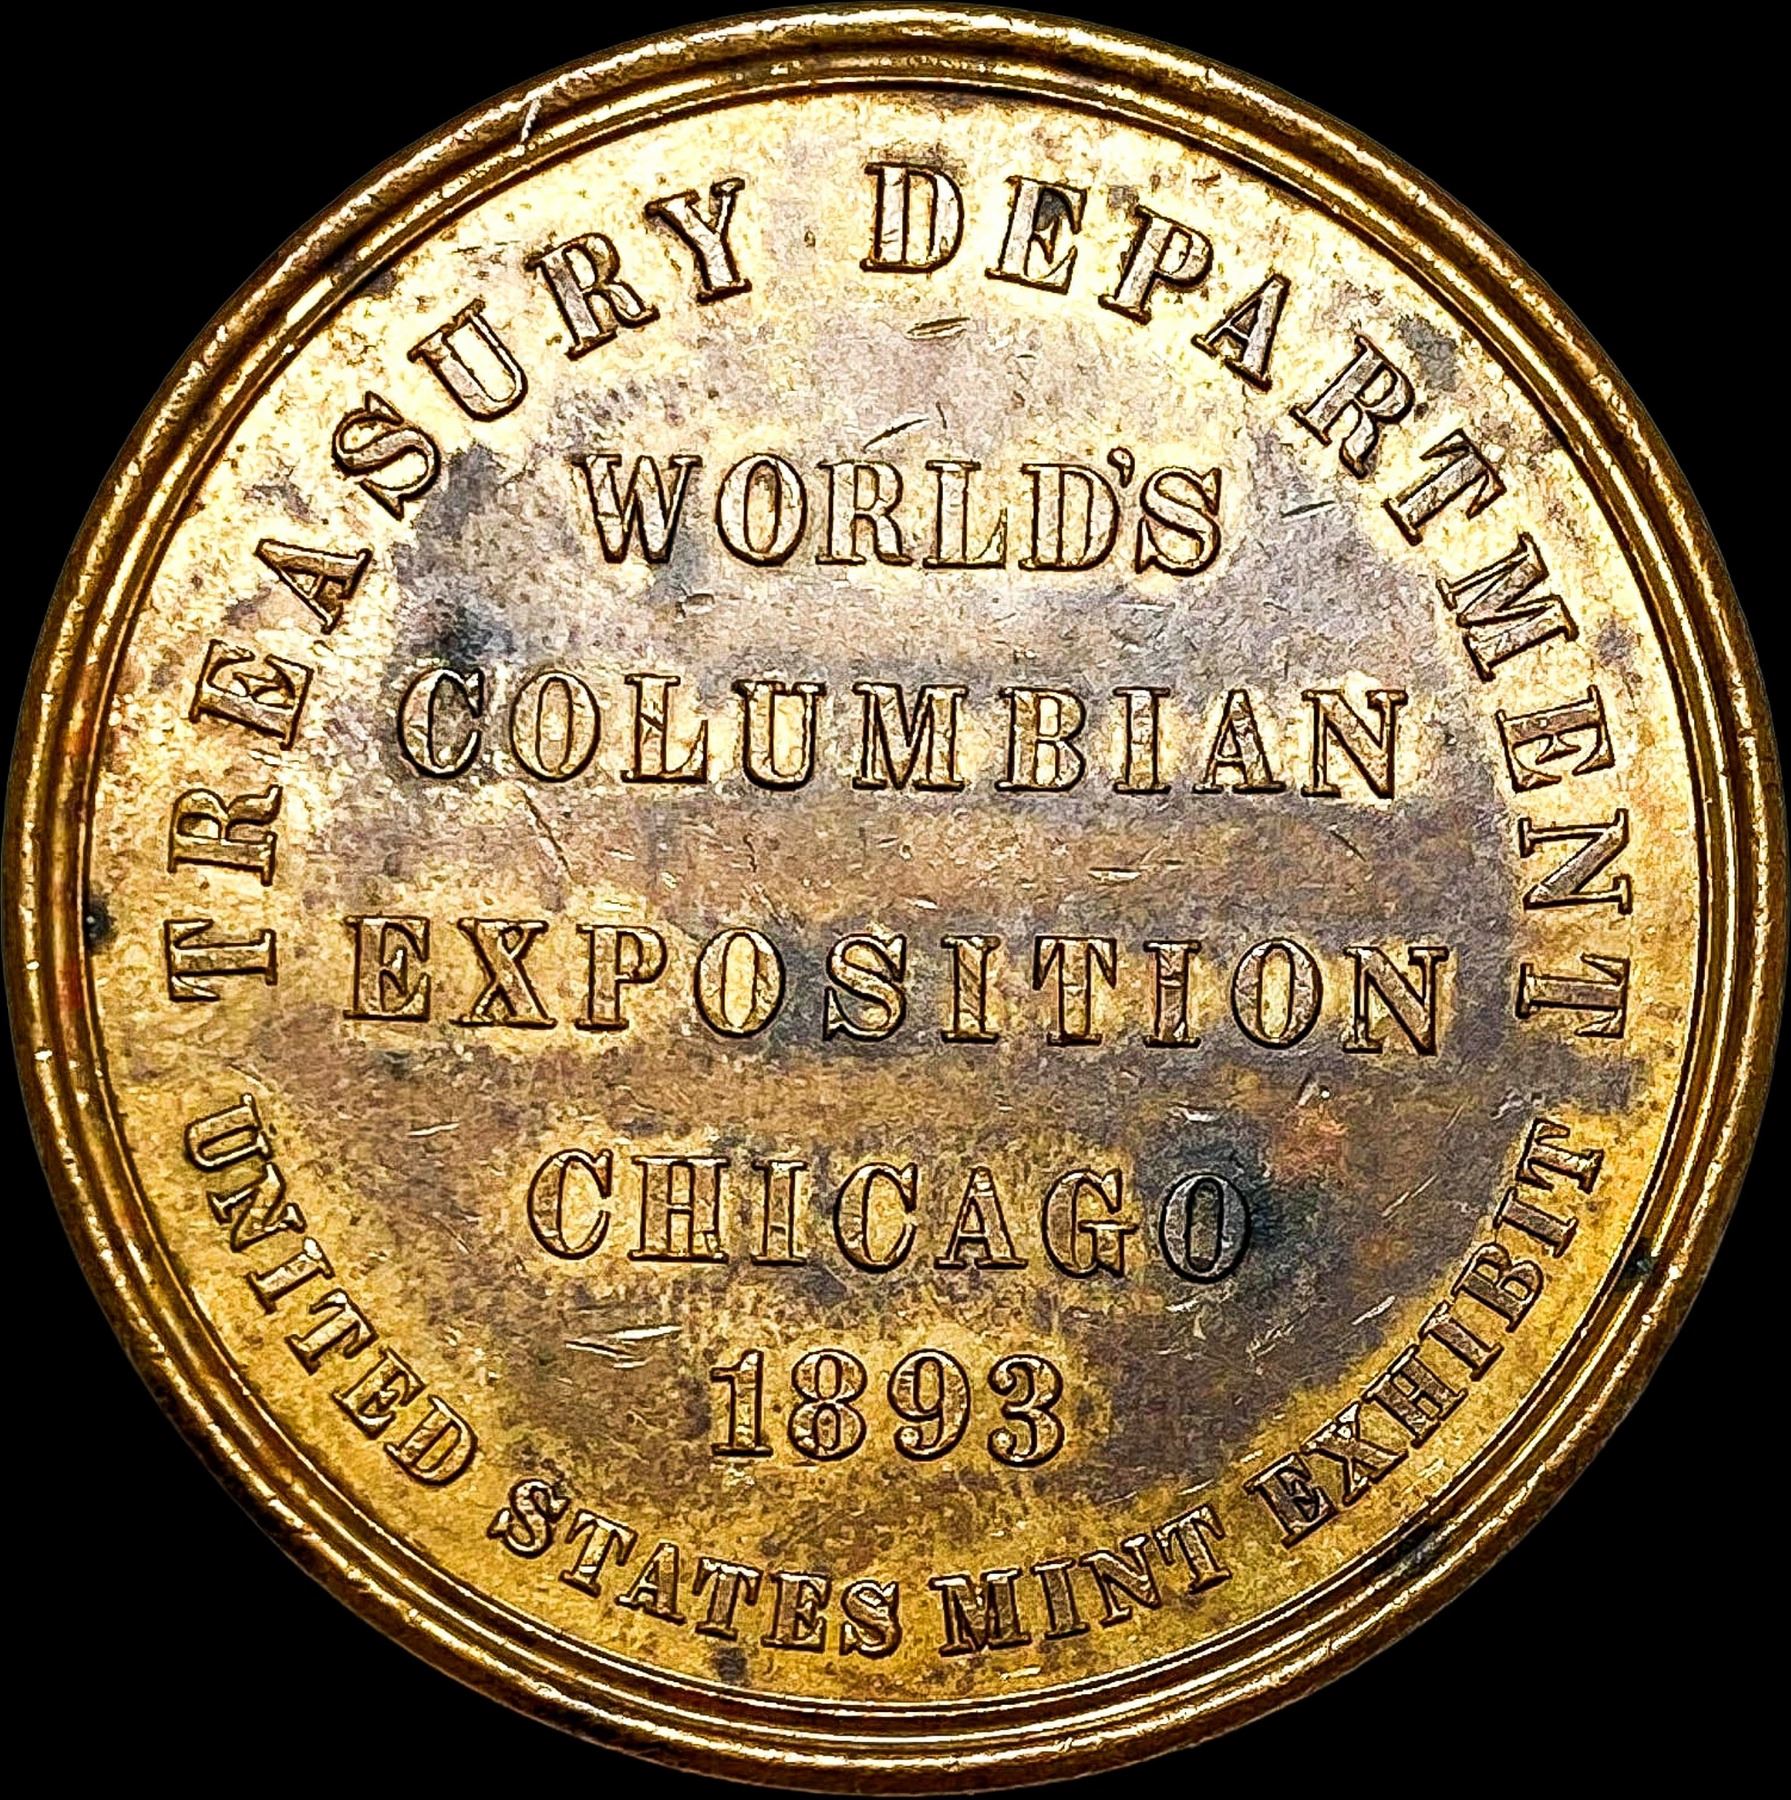 TREASURY DEPARTMENT
WORLD'S
COLUMBIAN
EXPOSITION
CHICAGO
1893
UNITED STATES MINT EXHIBIT